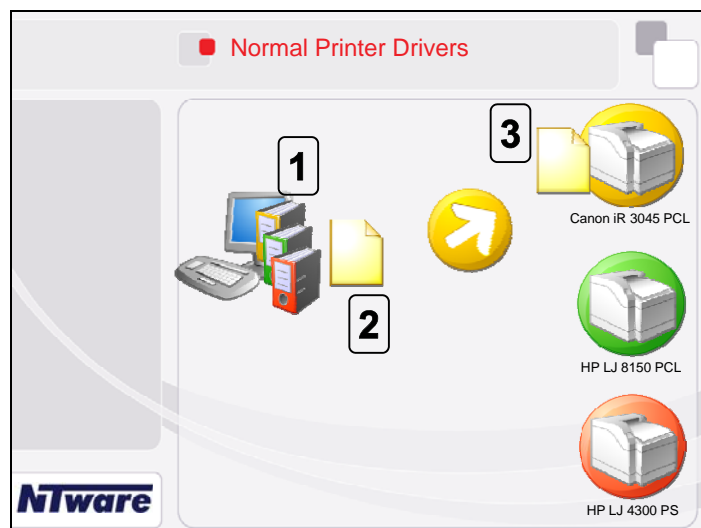 Normal Printer Drivers
3
1
Canon iR 3045 PCL
2
HP LJ 8150 PCL
NTware
HP LJ 4300 PS